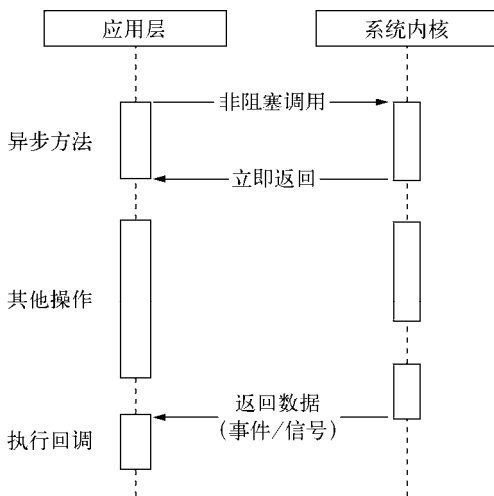 应用层
系统内核
非阻塞调用
异步方法
立即返回
其他操作
返回数据
(事件/信号)
执行回调